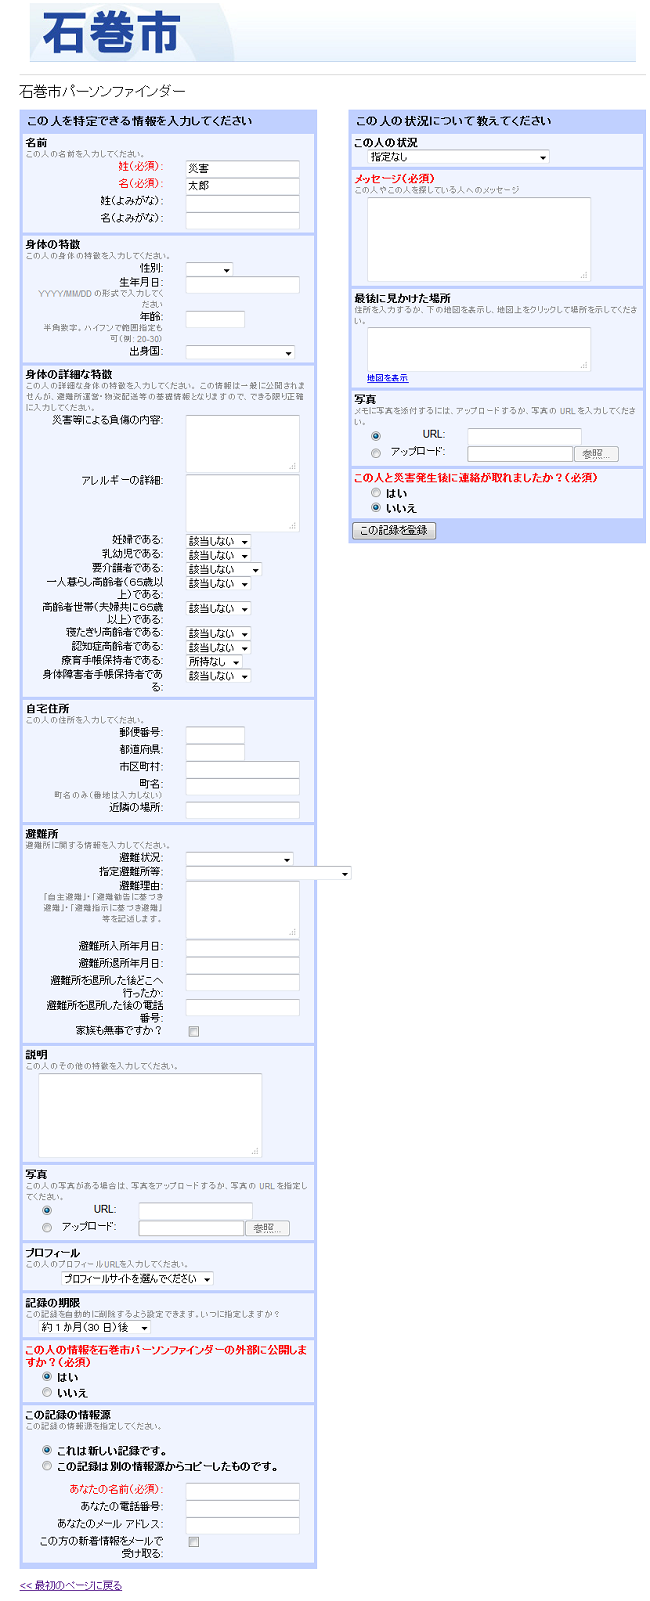 石巻市
石巻市パーソンファインダー
この人を特定できる情報を入力してください
名前
この人の名前を入力してください。
姓(必須): 災害
名(必須): 太郎
姓(よみがな):
名(よみがな):
身体の特徴
この人の身体の特徴を入力してください。
性別:
生年月日:
YYYY/MM/DD の形式で入力してく
ださい
年齢:
半角数字。ハイフンで範囲指定も
可(例: 20-30)
出身国:
身体の詳細な特徴
この人の詳細な身体の特徴を入力してください。この情報は一般に公開されま
せんが、避難所運営・物資配送等の基礎情報となりますので、できる限り正確
に入力してください。
災害等による負傷の内容:
アレルギーの詳細:
妊婦である: 該当しない
乳幼児である: 該当しない
要介護者である: 該当しない
一人暮らし高齢者(65歳以
上)である: 該当しない
高齢者世帯(夫婦共に65歳
以上)である: 該当しない
寝たきり高齢者である: 該当しない
認知症高齢者である: 該当しない
療育手帳保持者である: 所持なし
身体障害者手帳保持者であ
る: 該当しない
自宅住所
この人の住所を入力してください。
郵便番号:
都道府県:
市区町村:
町名:
町名のみ(番地は入力しない)
近隣の場所:
避難所
避難所に関する情報を入力してください。
避難状況:
指定避難所等:
避難理由:
「自主避難」・「避難勧告に基づき
避難」・「避難指示に基づき避難」
等を記述します。
避難所入所年月日:
避難所退所年月日:
避難所を退所した後どこへ
行ったか:
避難所を退所した後の電話
番号:
家族も無事ですか?
説明
この人のその他の特徴を入力してください。
写真
この人の写真がある場合は、写真をアップロードするか、写真の URL を指定し
てください。
URL:
アップロード: 参照...
プロフィール
この人のプロフィールURLを入力してください。
プロフィールサイトを選んでください
記録の期限
この記録を自動的に削除するよう設定できます。いつに指定しますか?
約 1 か月(30 日)後
この人の情報を石巻市パーソンファインダーの外部に公開しま
すか?(必須)
はい
いいえ
この記録の情報源
この記録の情報源を指定してください。
これは新しい記録です。
この記録は別の情報源からコピーしたものです。
あなたの名前(必須):
あなたの電話番号:
あなたのメール アドレス:
この方の新着情報をメールで
受け取る:
<< 最初のページに戻る
この人の状況について教えてください
この人の状況
指定なし
メッセージ(必須)
この人やこの人を探している人へのメッセージ
最後に見かけた場所
住所を入力するか、下の地図を表示し、地図上をクリックして場所を示してくださ
い。
地図を表示
写真
メモに写真を添付するには、アップロードするか、写真の URL を入力してくださ
い。
URL:
アップロード: 参照...
この人と災害発生後に連絡が取れましたか?(必須)
はい
いいえ
この記録を登録